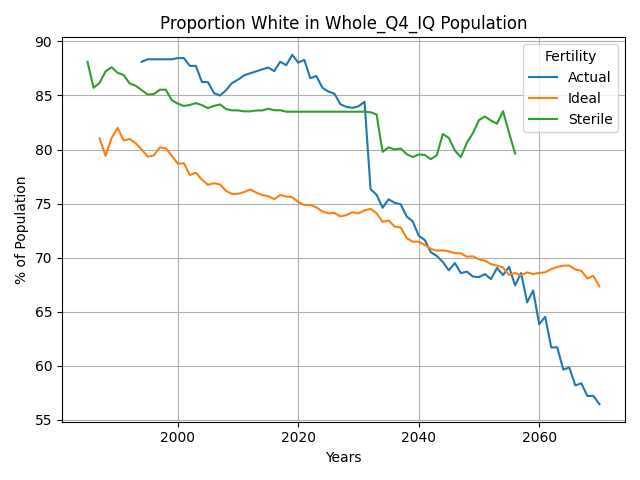 Proportion White in Whole_Q4_IQ Population
% of Population
90
85
80
75
70
65
60
55
2000
2020
2040
2060
Years
Fertility
Actual
Ideal
Sterile